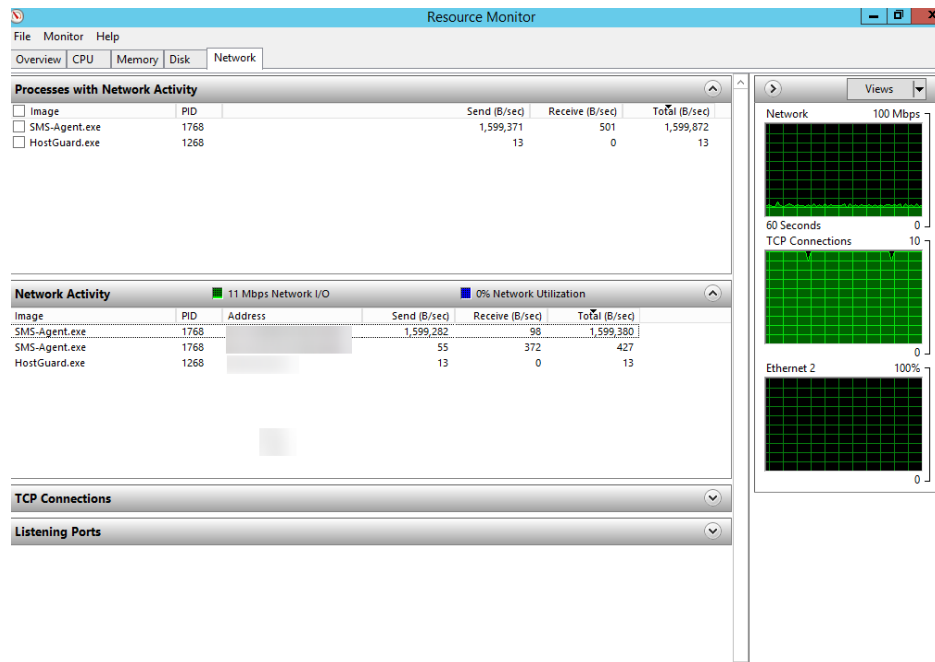 Resource Monitor
File Monitor Help
Overview CPU Memory Disk Network
Processes with Network Activity
Image PID Send (B/sec) Receive (B/sec) Total (B/sec)
SMS-Agent.exe 1768 1,599,371 501 1,599,872
HostGuard.exe 1268 13 0 13
Network Activity 11 Mbps Network I/O 0% Network Utilization
Image PID Address Send (B/sec) Receive (B/sec) Total (B/sec)
SMS-Agent.exe 1768 1,599,282 98 1,599,380
SMS-Agent.exe 1768 55 372 427
HostGuard.exe 1268 13 0 13
TCP Connections
Listening Ports
Views
Network 100 Mbps
60 Seconds 0
TCP Connections 10
0
Ethernet 2 100%
0